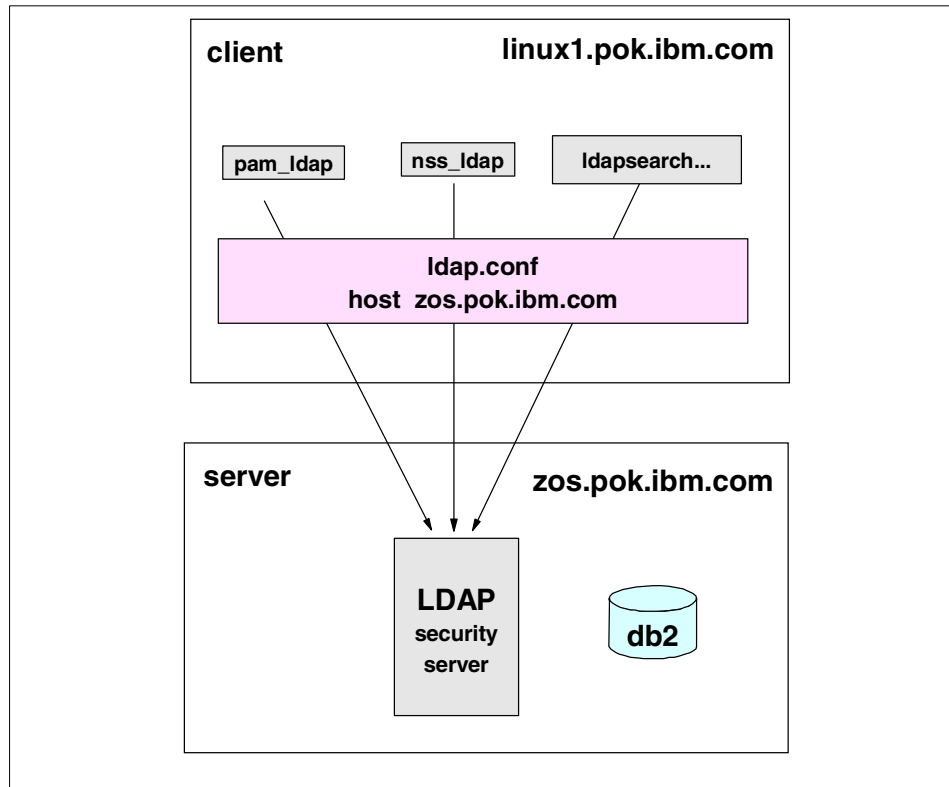 client
linux1.pok.ibm.com
pam_ldap
nss_ldap
ldapsearch...
ldap.conf
host zos.pok.ibm.com
server
zos.pok.ibm.com
LDAP
security
server
db2